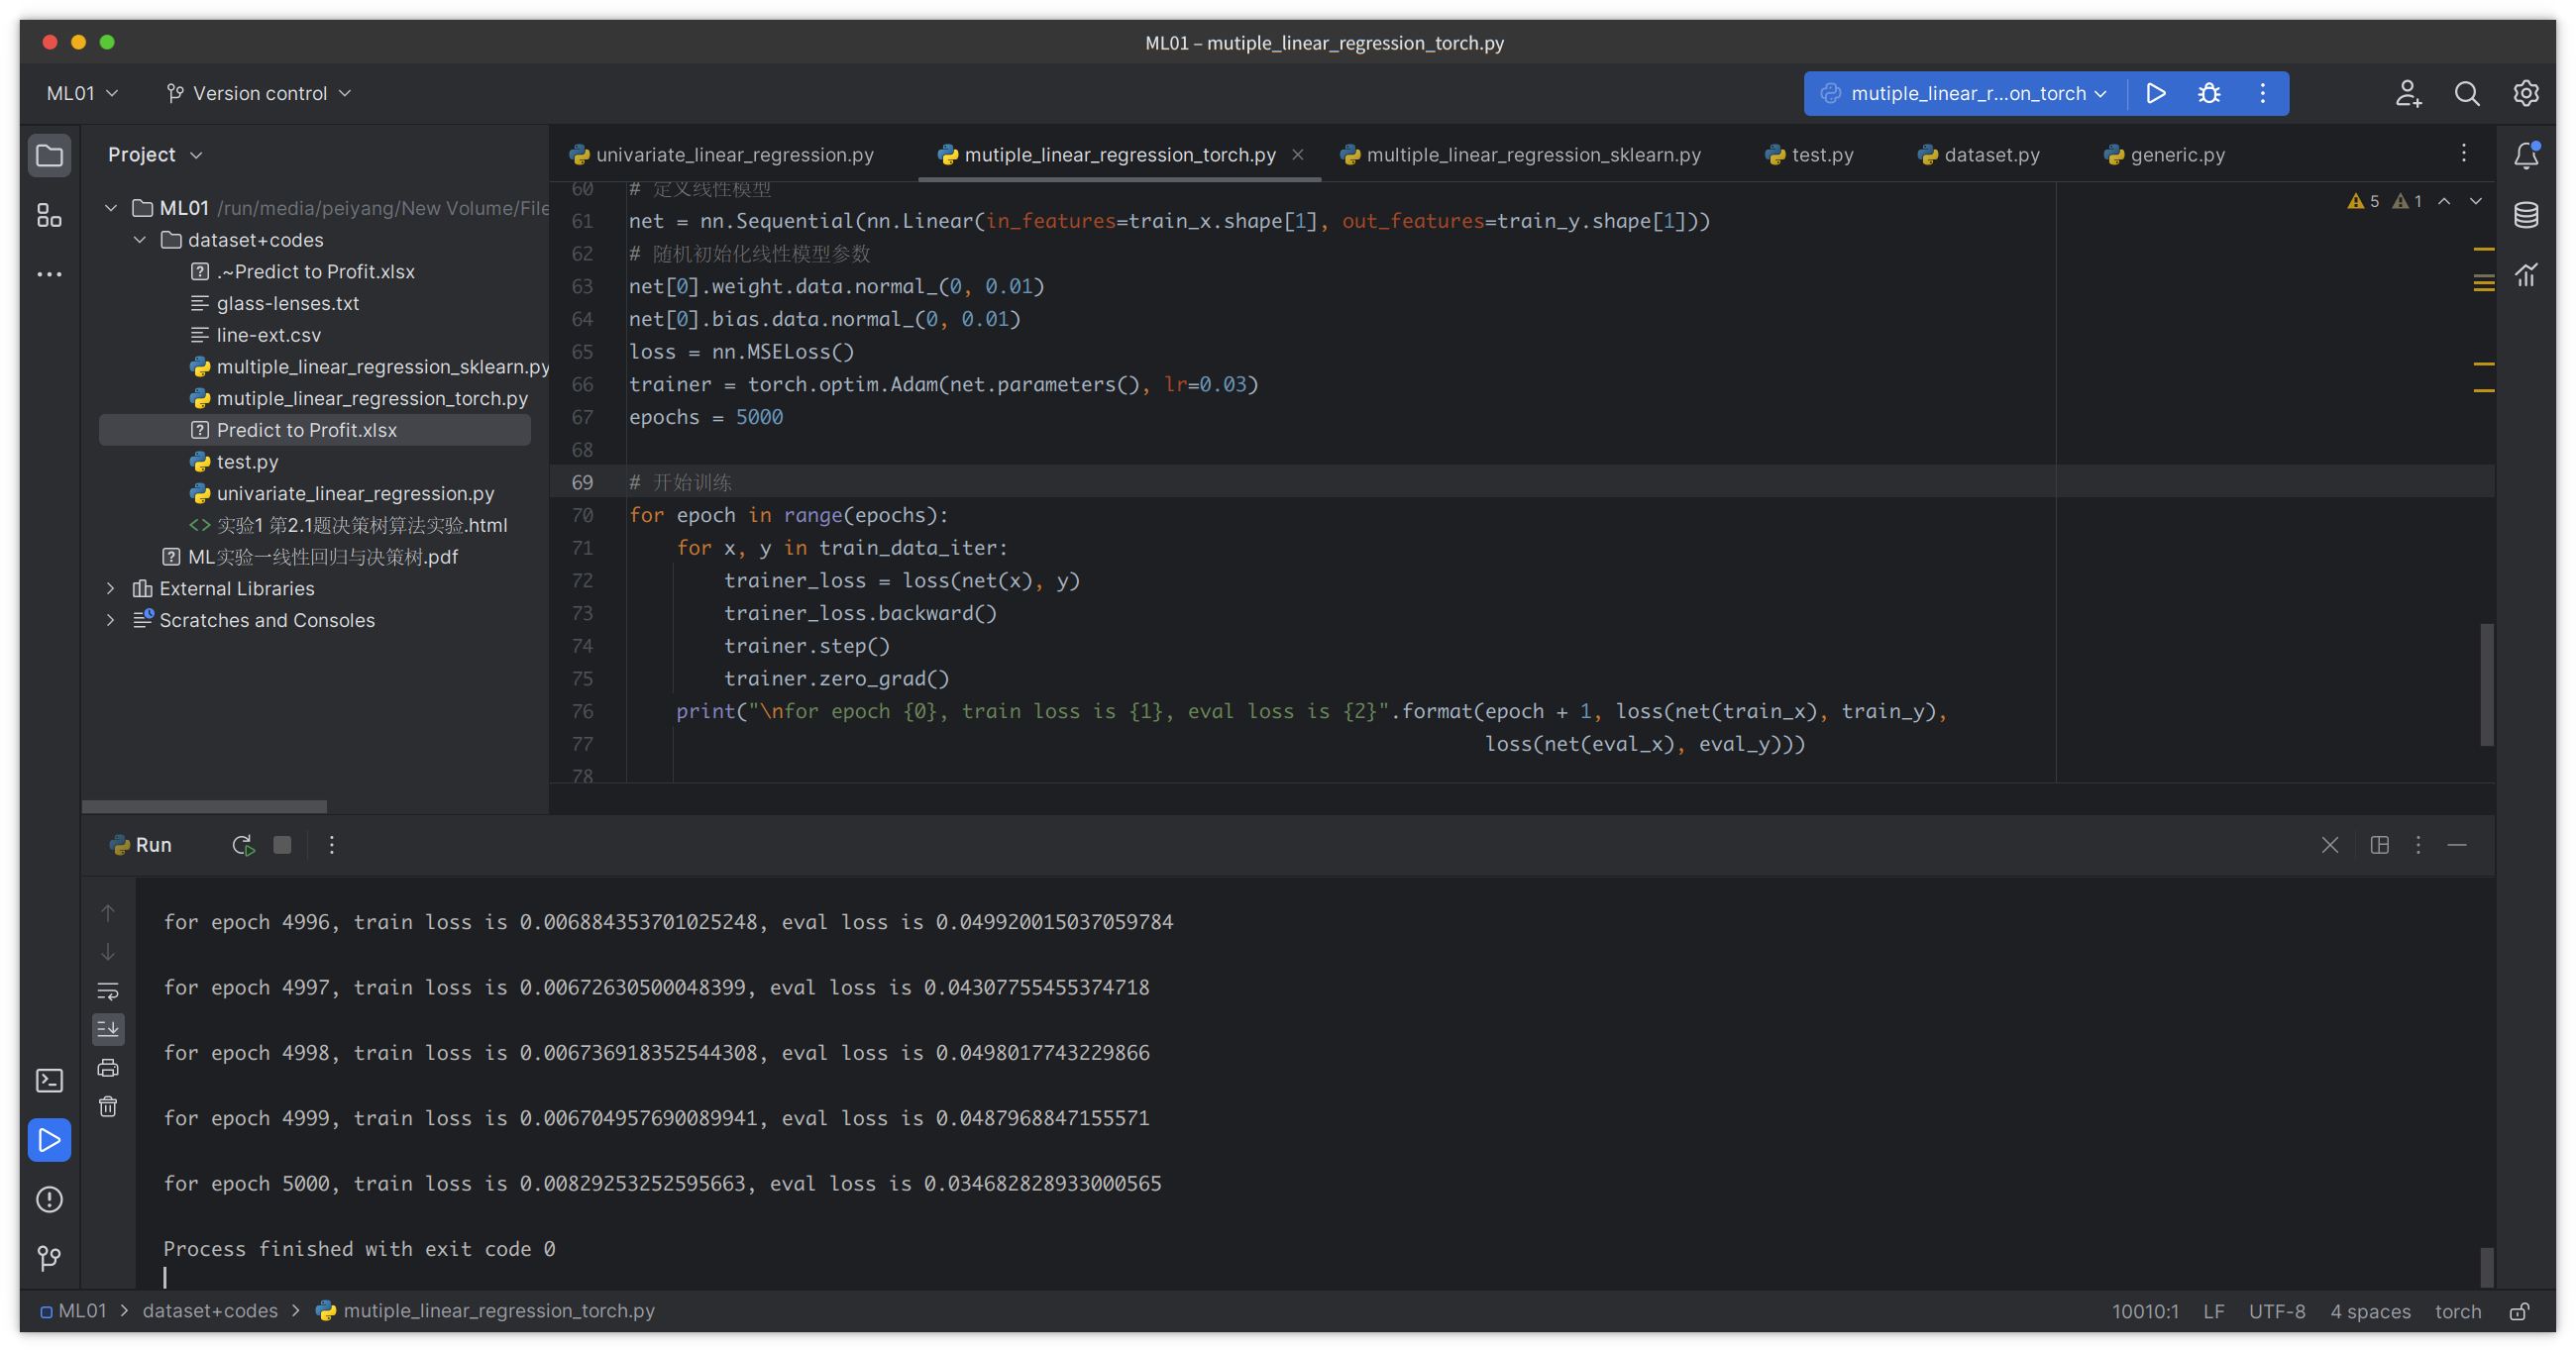 ML01 – mutiple_linear_regression_torch.py
ML01
Version control
mutiple_linear_r...on_torch
Project
univariate_linear_regression.py
mutiple_linear_regression_torch.py
multiple_linear_regression_sklearn.py
test.py
dataset.py
generic.py
ML01 /run/media/peiyang/New Volume/File
dataset+codes
.~Predict to Profit.xlsx
glass-lenses.txt
line-ext.csv
multiple_linear_regression_sklearn.py
mutiple_linear_regression_torch.py
Predict to Profit.xlsx
test.py
univariate_linear_regression.py
实验1 第2.1题决策树算法实验.html
ML实验一线性回归与决策树.pdf
External Libraries
Scratches and Consoles
5 1
60 # 定义线性模型
61 net = nn.Sequential(nn.Linear(in_features=train_x.shape[1], out_features=train_y.shape[1]))
62 # 随机初始化线性模型参数
63 net[0].weight.data.normal_(0, 0.01)
64 net[0].bias.data.normal_(0, 0.01)
65 loss = nn.MSELoss()
66 trainer = torch.optim.Adam(net.parameters(), lr=0.03)
67 epochs = 5000
68
69 # 开始训练
70 for epoch in range(epochs):
71 for x, y in train_data_iter:
72 trainer_loss = loss(net(x), y)
73 trainer_loss.backward()
74 trainer.step()
75 trainer.zero_grad()
76 print("\nfor epoch {0}, train loss is {1}, eval loss is {2}".format(epoch + 1, loss(net(train_x), train_y),
77 loss(net(eval_x), eval_y)))
78
Run
for epoch 4996, train loss is 0.006884353701025248, eval loss is 0.049920015037059784
for epoch 4997, train loss is 0.00672630500048399, eval loss is 0.04307755455374718
for epoch 4998, train loss is 0.006736918352544308, eval loss is 0.0498017743229866
for epoch 4999, train loss is 0.006704957690089941, eval loss is 0.0487968847155571
for epoch 5000, train loss is 0.00829253252595663, eval loss is 0.034682828933000565
Process finished with exit code 0
ML01 > dataset+codes > mutiple_linear_regression_torch.py
10010:1 LF UTF-8 4 spaces torch